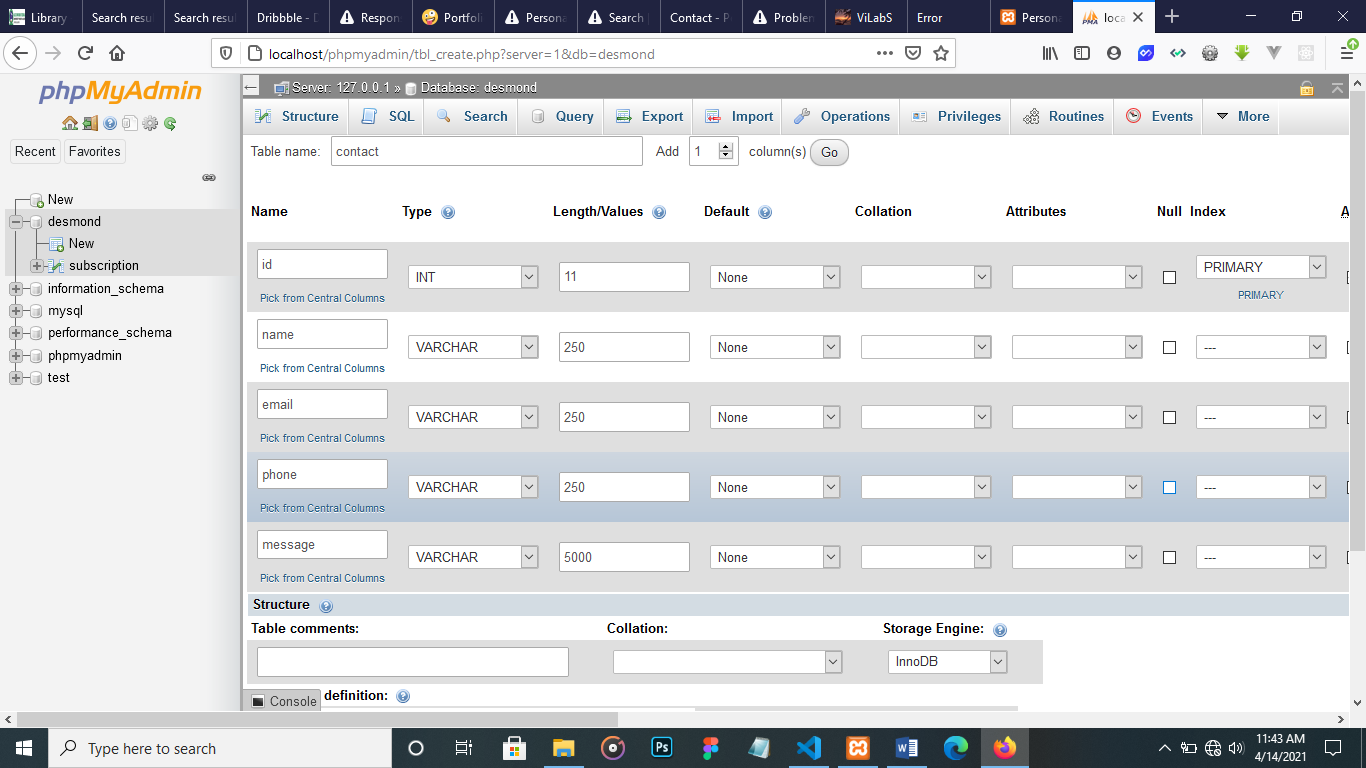 Library
Search resu
Search resul
Dribbble - D
Respon
Portfoli
Persona
Search |
Contact - P
Problen
ViLabS
Error
Persona
loca
localhost/phpmyadmin/tbl_create.php?server=1&db=desmond
phpMyAdmin
Recent
Favorites
New
desmond
New
subscription
information_schema
mysql
performance_schema
phpmyadmin
test
Server: 127.0.0.1 » Database: desmond
Structure
SQL
Search
Query
Export
Import
Operations
Privileges
Routines
Events
More
Table name: contact Add 1 column(s) Go
Name Type Length/Values Default Collation Attributes Null Index A
id INT 11 None PRIMARY
Pick from Central Columns PRIMARY
name VARCHAR 250 None ---
Pick from Central Columns
email VARCHAR 250 None ---
Pick from Central Columns
phone VARCHAR 250 None ---
Pick from Central Columns
message VARCHAR 5000 None ---
Pick from Central Columns
Structure
Table comments: Collation: Storage Engine:
InnoDB
Console definition:
Type here to search
Ps
11:43 AM
4/14/2021